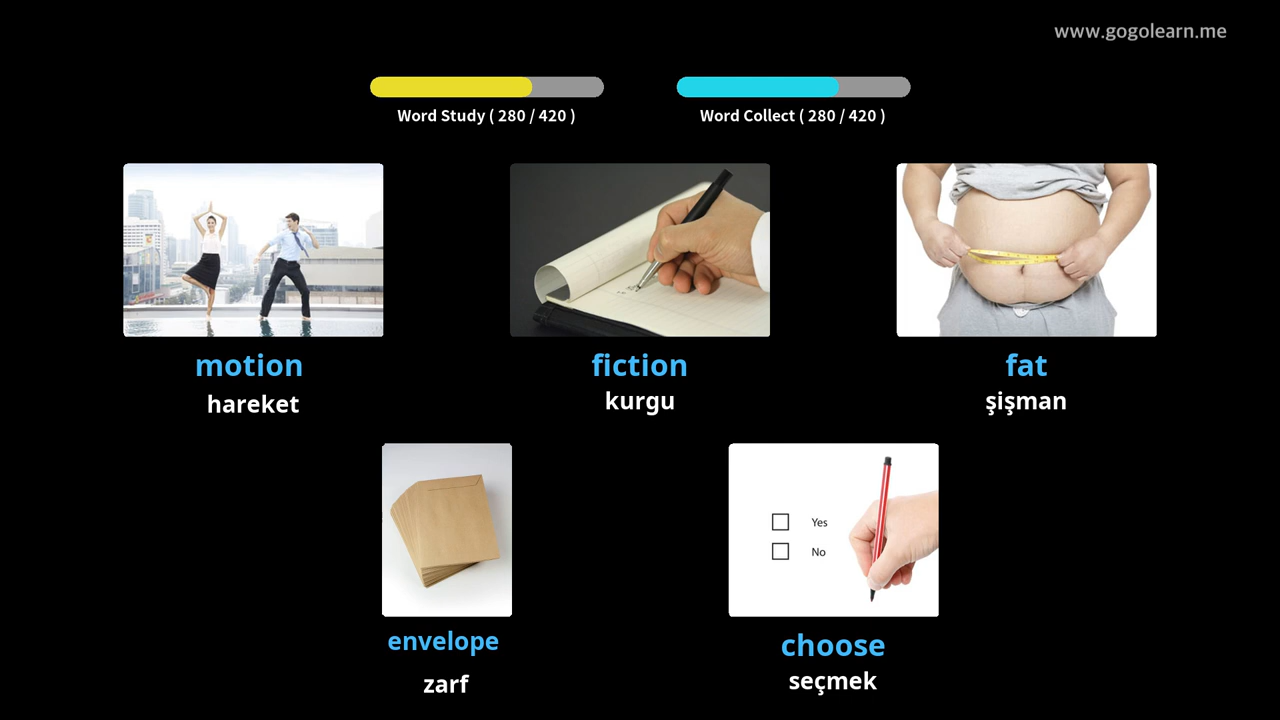 www.gogolearn.me
Word Study ( 280 / 420 )
Word Collect ( 280 / 420 )
motion
hareket
fiction
kurgu
fat
şişman
Yes
No
envelope
zarf
choose
seçmek